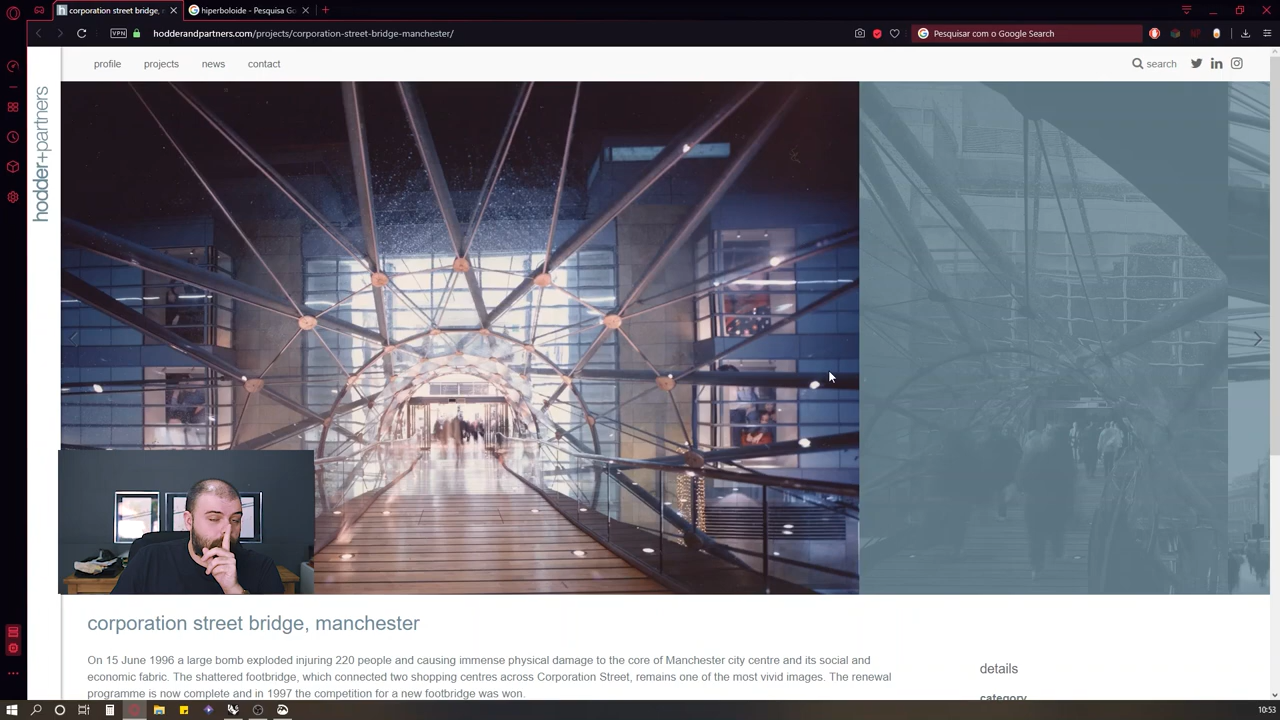 corporation street bridge,
hiperboloide - Pesquisa Go
VPN
hodderandpartners.com/projects/corporation-street-bridge-manchester/
Pesquisar com o Google Search
profile projects news contact
search
hodder+partners
corporation street bridge, manchester
On 15 June 1996 a large bomb exploded injuring 220 people and causing immense physical damage to the core of Manchester city centre and its social and
economic fabric. The shattered footbridge, which connected two shopping centres across Corporation Street, remains one of the most vivid images. The renewal
programme is now complete and in 1997 the competition for a new footbridge was won.
details
category
10:53